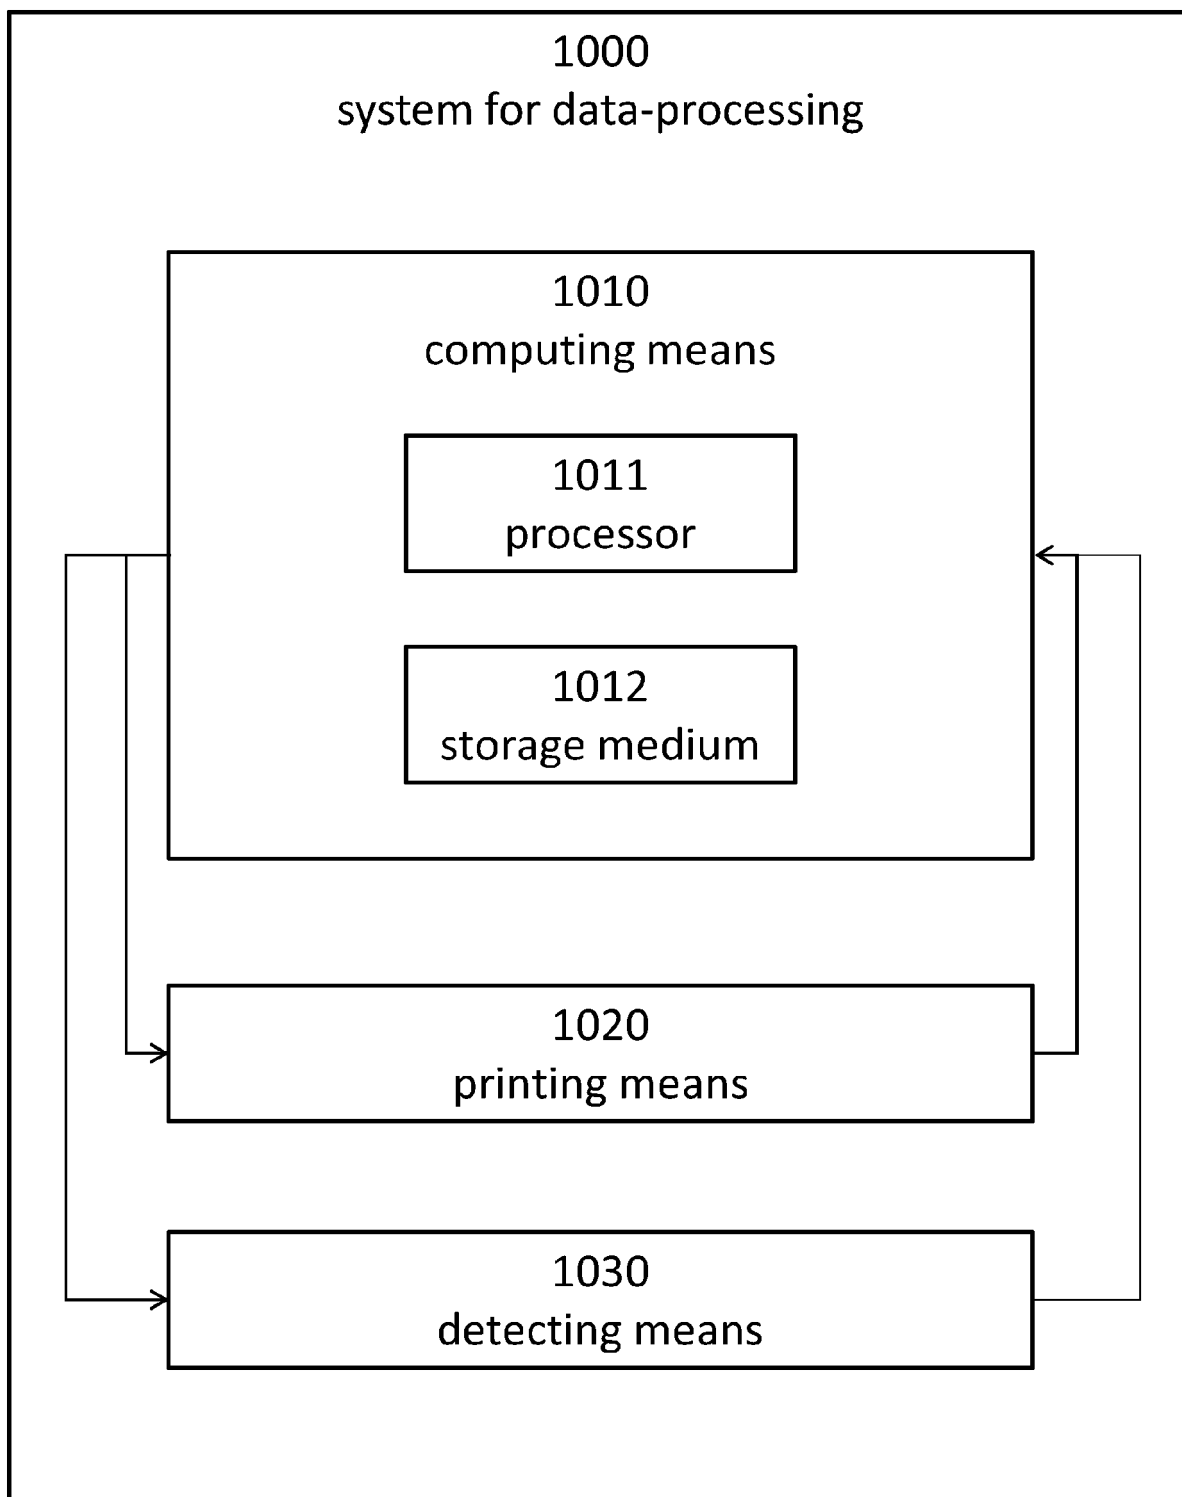 1000
system for data-processing
1010
computing means
1011
processor
1012
storage medium
1020
printing means
1030
detecting means